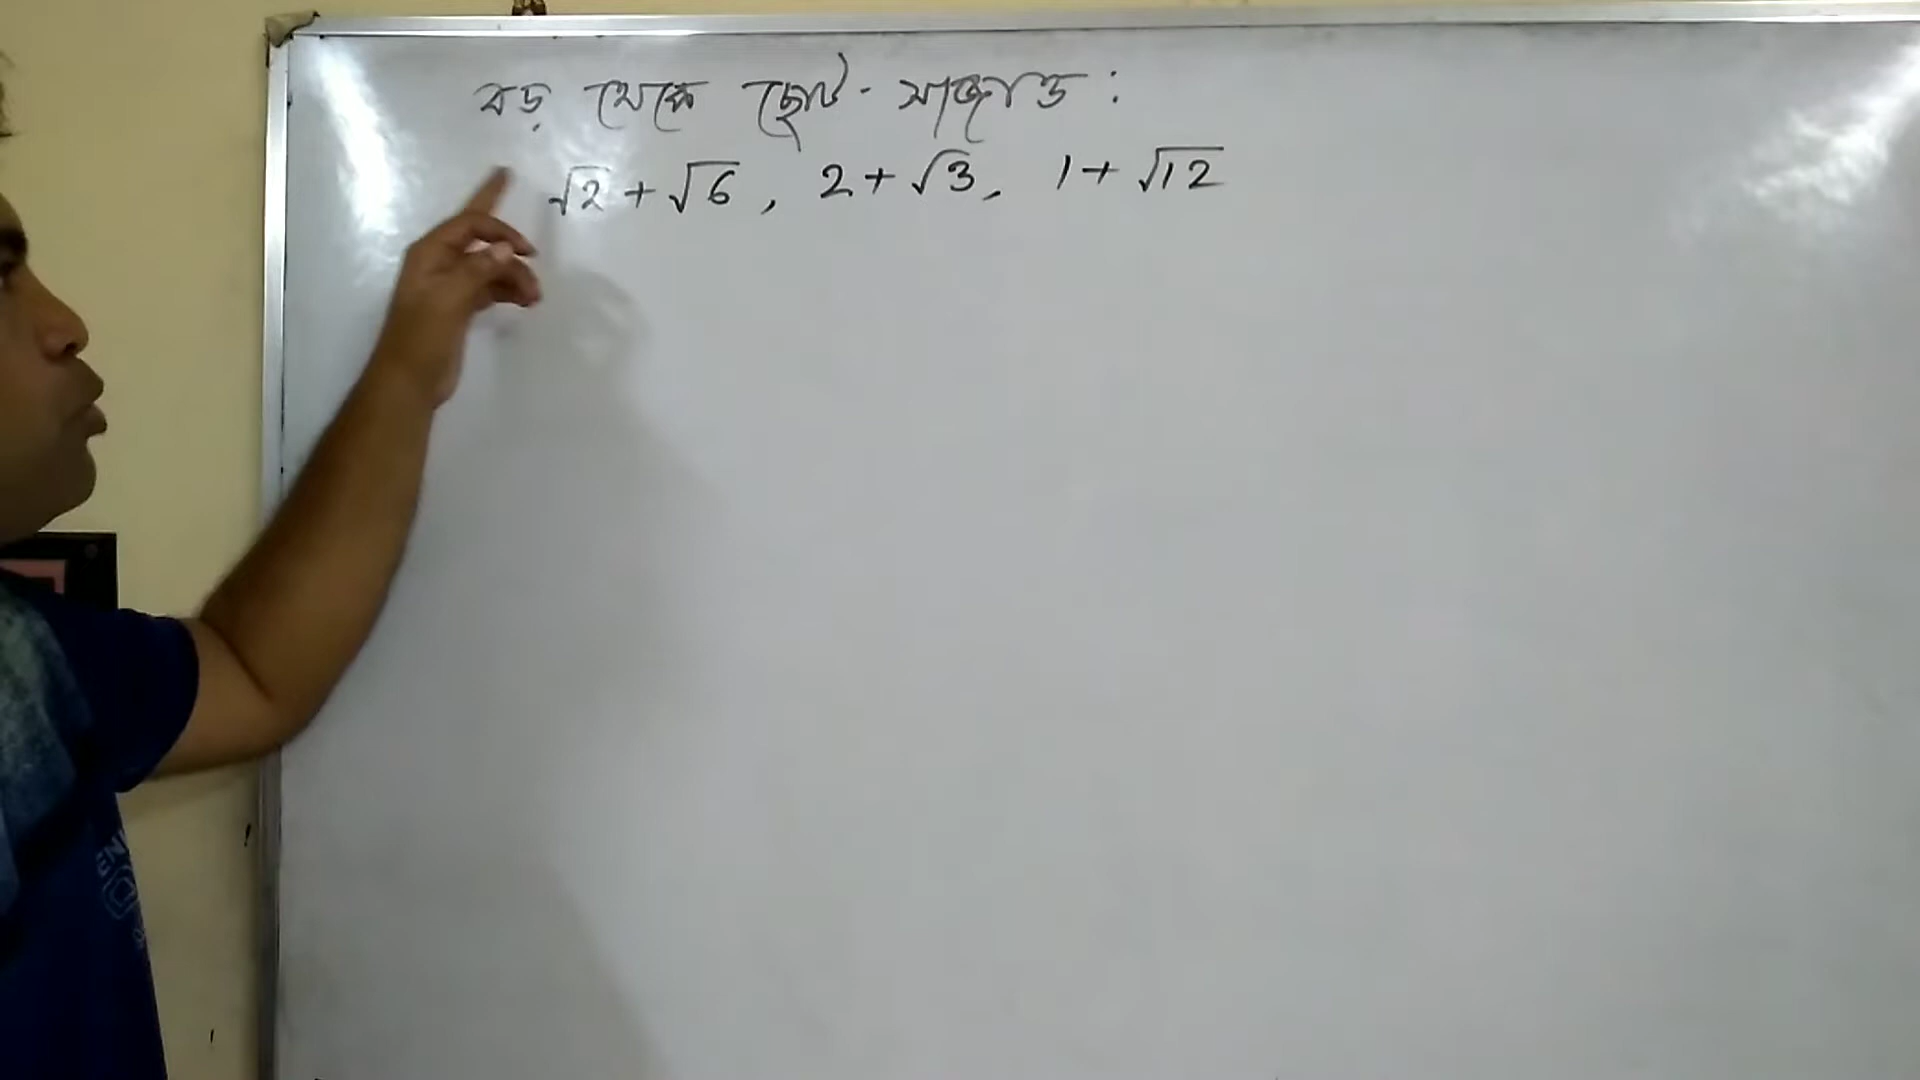 বড় থেকে ছোট - সাজাও :
√2 + √6 , 2 + √3, 1 + √12